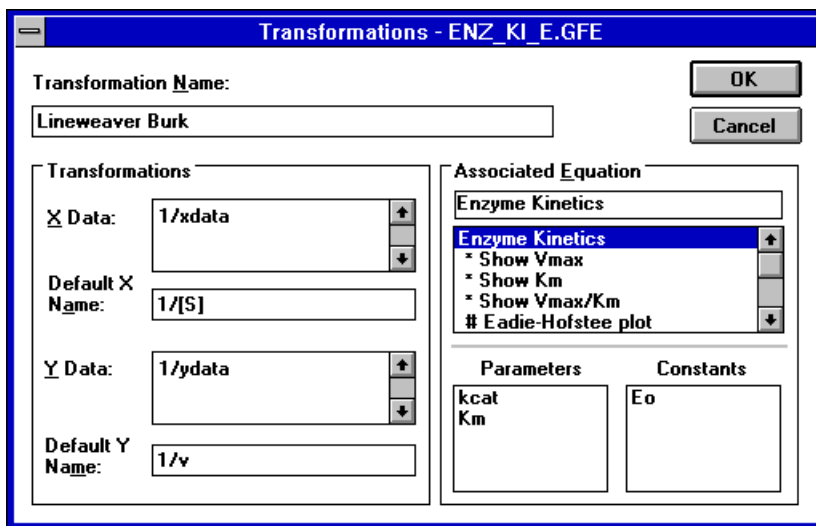 Transformations - ENZ_KI_E.GFE
Transformation Name:
Lineweaver Burk
OK
Cancel
Transformations
X Data:
1/xdata
Default X
Name:
1/[S]
Y Data:
1/ydata
Default Y
Name:
1/v
Associated Equation
Enzyme Kinetics
Enzyme Kinetics
* Show Vmax
* Show Km
* Show Vmax/Km
# Eadie-Hofstee plot
Parameters
kcat
Km
Constants
Eo